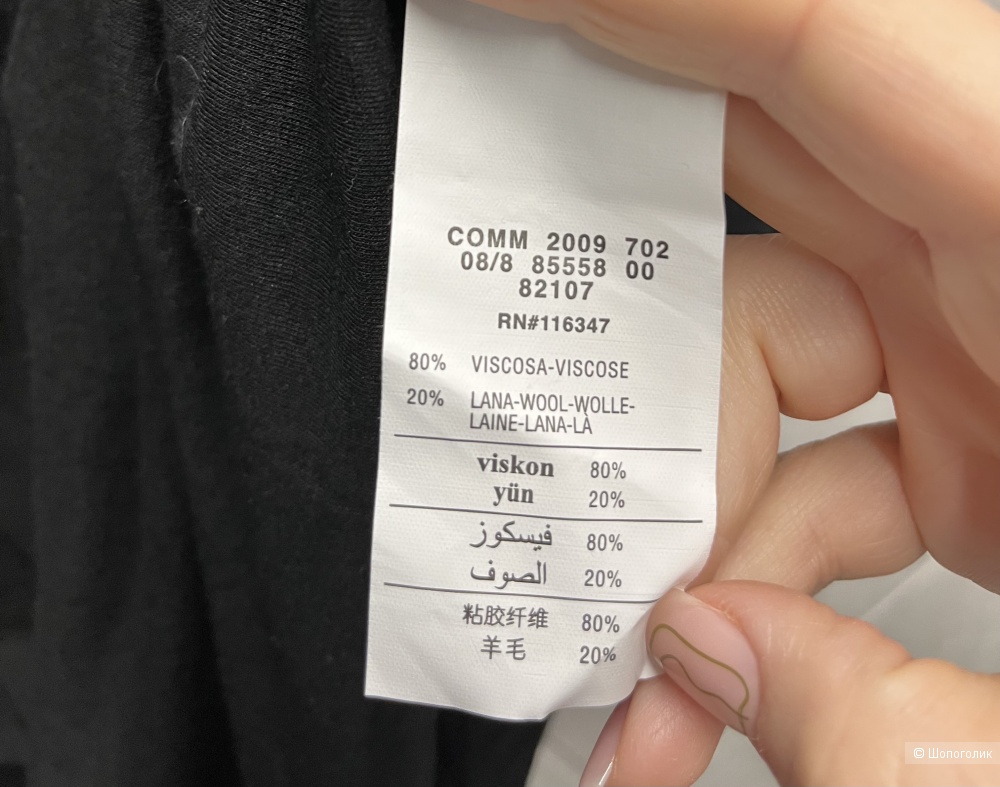 COMM 2009 702
08/8 85558 00
82107
RN#116347
80% VISCOSA-VISCOSE
20% LANA-WOOL-WOLLE-
LAINE-LANA-LÀ
viskon 80%
yün 20%
فيسكوز 80%
الصوف 20%
粘胶纤维 80%
羊毛 20%
© Шопоголик